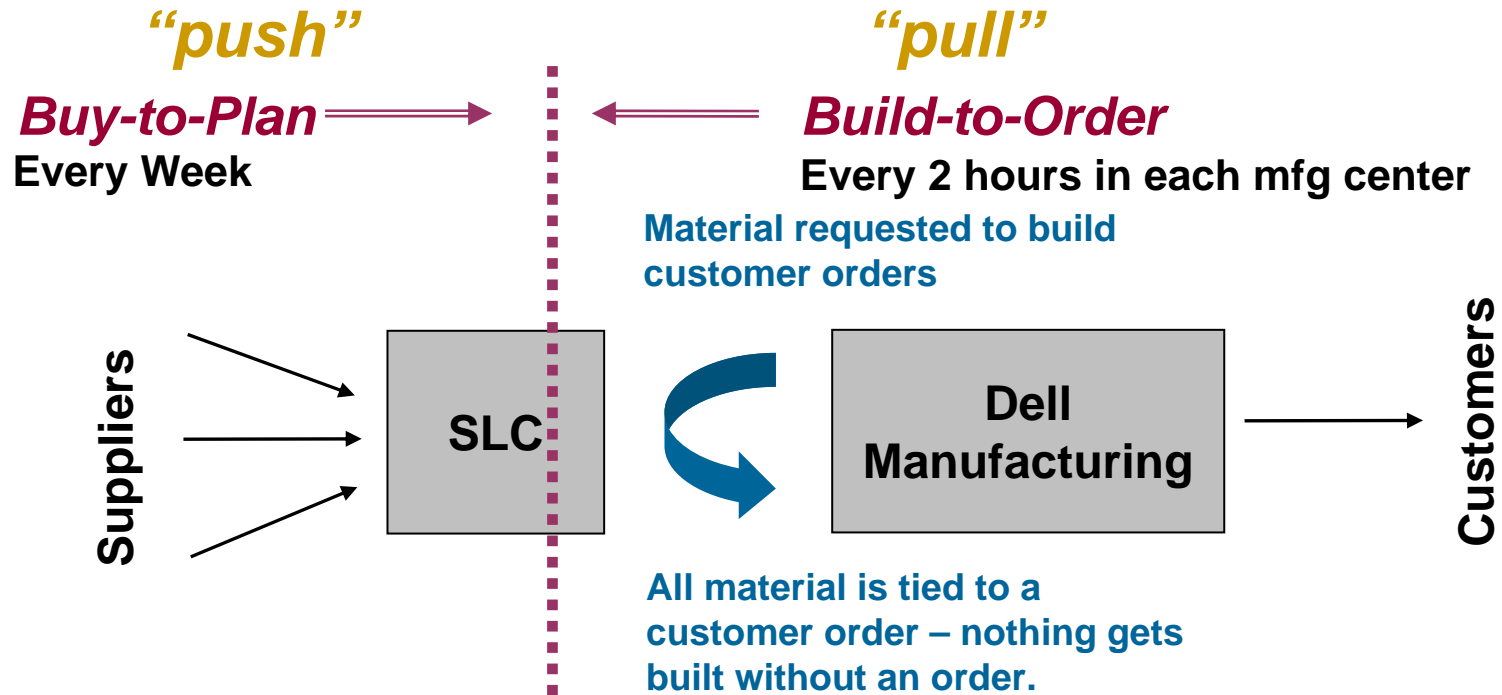 “push”
“pull”
Buy-to-Plan
Build-to-Order
Every Week
Every 2 hours in each mfg center
Material requested to build
customer orders
Suppliers
SLC
Dell
Manufacturing
Customers
All material is tied to a
customer order – nothing gets
built without an order.